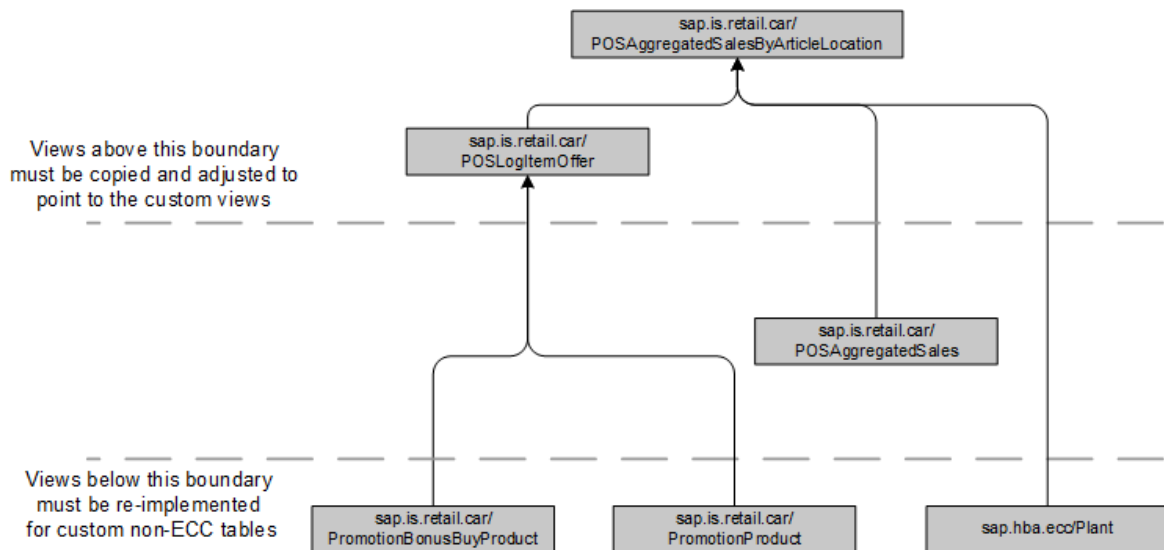 sap.is.retail.car/
POSAggregatedSalesByArticleLocation
sap.is.retail.car/
POSLogItemOffer
Views above this boundary
must be copied and adjusted to
point to the custom views
sap.is.retail.car/
POSAggregatedSales
Views below this boundary
must be re-implemented
for custom non-ECC tables
sap.is.retail.car/
PromotionBonusBuyProduct
sap.is.retail.car/
PromotionProduct
sap.hba.ecc/Plant